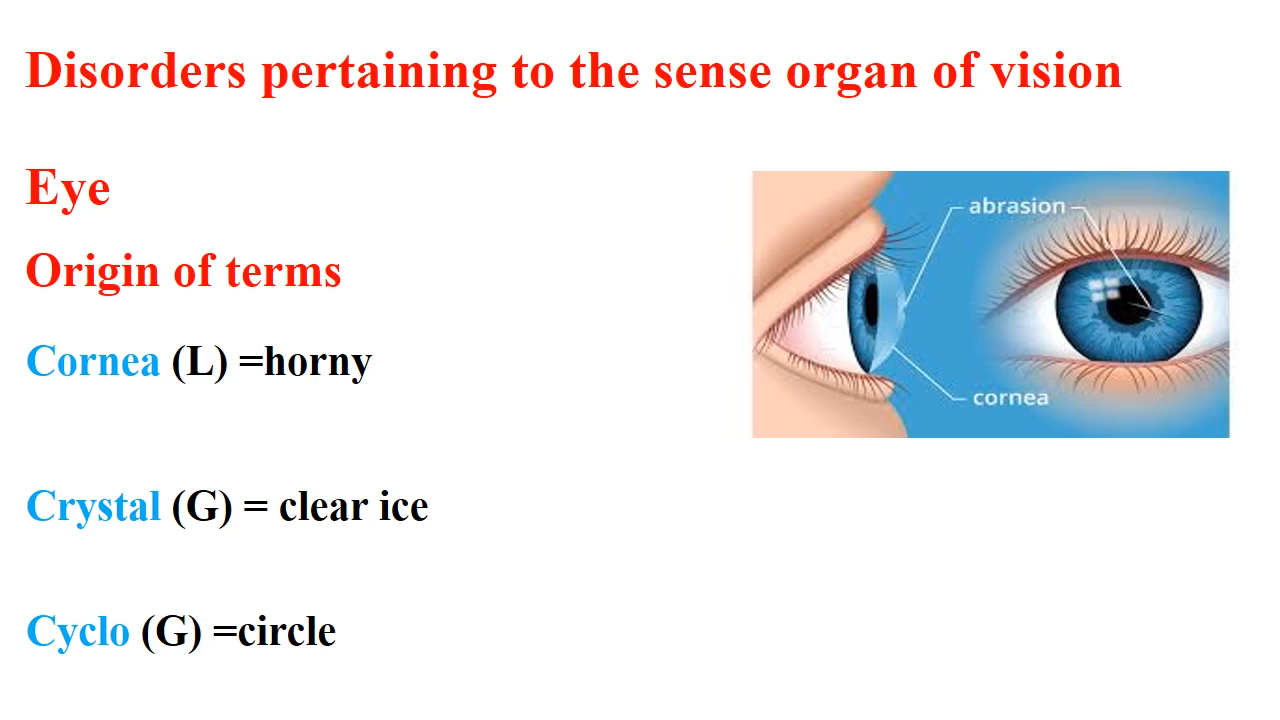 Disorders pertaining to the sense organ of vision
Eye
Origin of terms
Cornea (L) =horny
Crystal (G) = clear ice
Cyclo (G) =circle
abrasion
cornea